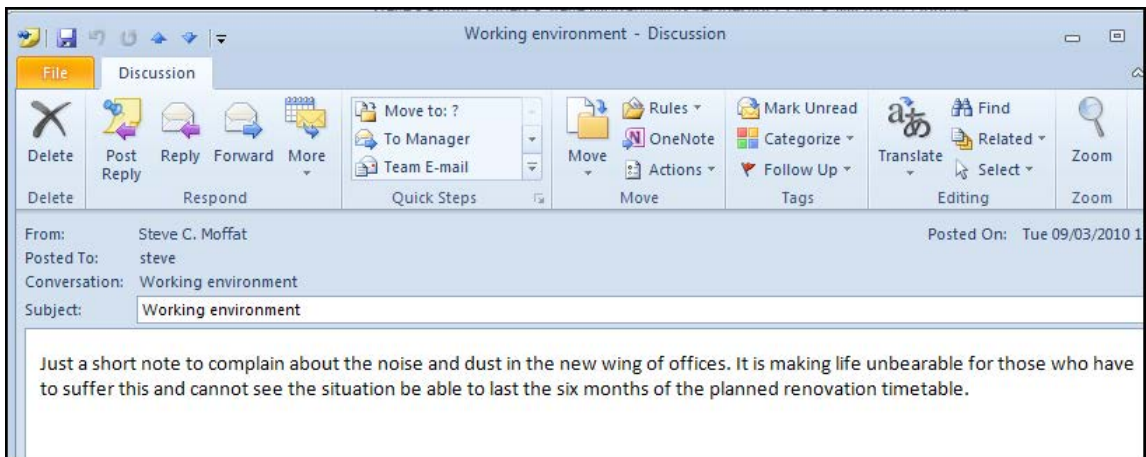 Working environment - Discussion
File Discussion
Move to: ? Rules Mark Unread Find
To Manager OneNote Categorize Related
Delete Post Reply Reply Forward More Team E-mail Move Actions Follow Up Translate Select Zoom
Delete Respond Quick Steps Move Tags Editing Zoom
From: Steve C. Moffat Posted On: Tue 09/03/2010 1
Posted To: steve
Conversation: Working environment
Subject: Working environment
Just a short note to complain about the noise and dust in the new wing of offices. It is making life unbearable for those who have
to suffer this and cannot see the situation be able to last the six months of the planned renovation timetable.